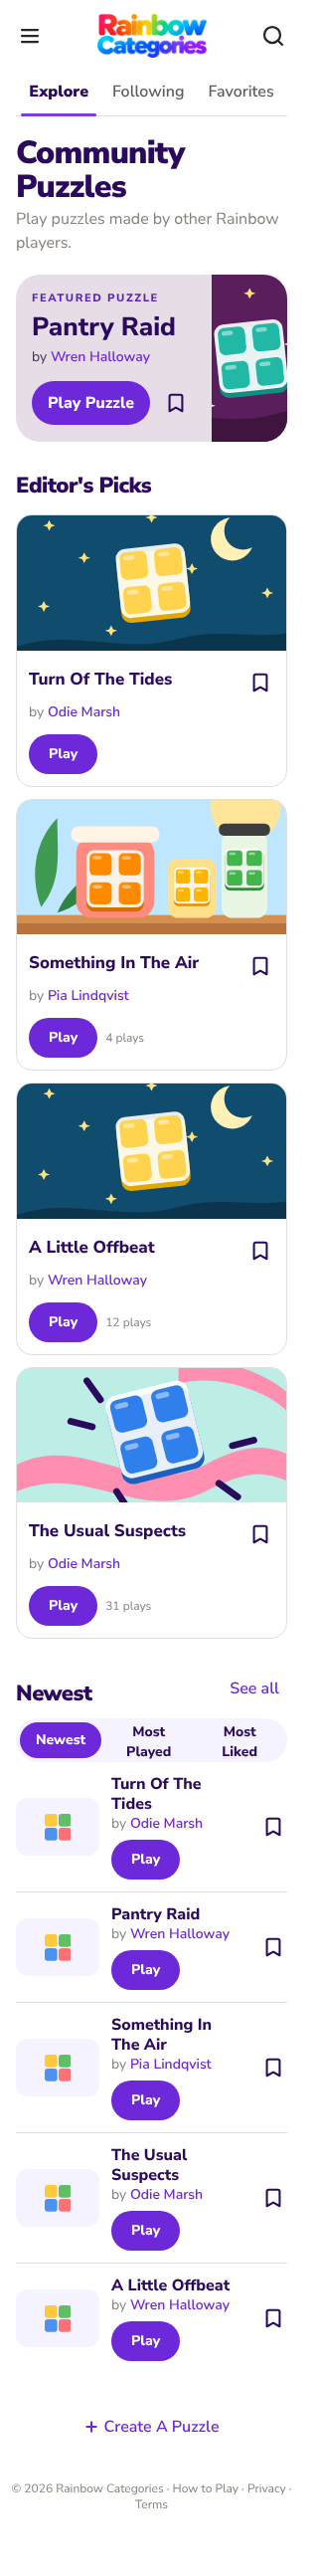 Rainbow
Categories
Explore
Following
Favorites
Community
Puzzles
Play puzzles made by other Rainbow
players.
FEATURED PUZZLE
Pantry Raid
by Wren Halloway
Play Puzzle
Editor's Picks
Turn Of The Tides
by Odie Marsh
Play
Something In The Air
by Pia Lindqvist
Play
4 plays
A Little Offbeat
by Wren Halloway
Play
12 plays
The Usual Suspects
by Odie Marsh
Play
31 plays
Newest
See all
Newest
Most
Played
Most
Liked
Turn Of The
Tides
by Odie Marsh
Play
Pantry Raid
by Wren Halloway
Play
Something In
The Air
by Pia Lindqvist
Play
The Usual
Suspects
by Odie Marsh
Play
A Little Offbeat
by Wren Halloway
Play
+ Create A Puzzle
© 2026 Rainbow Categories · How to Play · Privacy ·
Terms